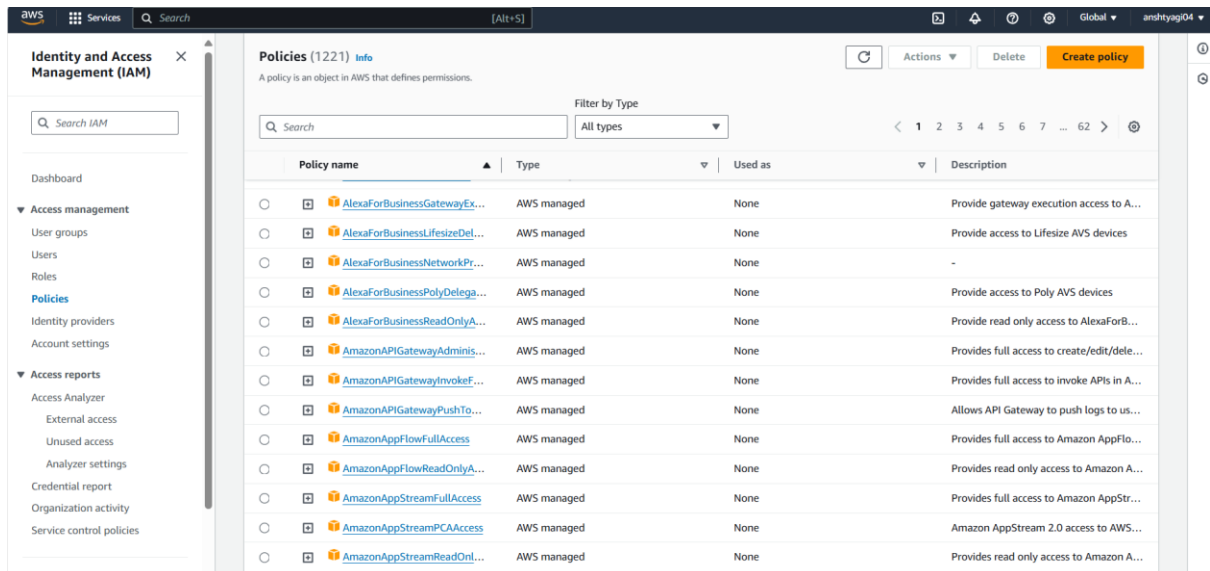 aws Services Search [Alt+S] Global anshtyagi04
Identity and Access Management (IAM)
Search IAM
Dashboard
Access management
User groups
Users
Roles
Policies
Identity providers
Account settings
Access reports
Access Analyzer
External access
Unused access
Analyzer settings
Credential report
Organization activity
Service control policies
Policies (1221) Info
Actions Delete Create policy
A policy is an object in AWS that defines permissions.
Filter by Type
Search All types 1 2 3 4 5 6 7 ... 62
Policy name Type Used as Description
AlexaForBusinessGatewayEx... AWS managed None Provide gateway execution access to A...
AlexaForBusinessLifesizeDel... AWS managed None Provide access to Lifesize AVS devices
AlexaForBusinessNetworkPr... AWS managed None -
AlexaForBusinessPolyDelega... AWS managed None Provide access to Poly AVS devices
AlexaForBusinessReadOnlyA... AWS managed None Provide read only access to AlexaForB...
AmazonAPIGatewayAdminis... AWS managed None Provides full access to create/edit/dele...
AmazonAPIGatewayInvokeF... AWS managed None Provides full access to invoke APIs in A...
AmazonAPIGatewayPushTo... AWS managed None Allows API Gateway to push logs to us...
AmazonAppFlowFullAccess AWS managed None Provides full access to Amazon AppFlo...
AmazonAppFlowReadOnlyA... AWS managed None Provides read only access to Amazon A...
AmazonAppStreamFullAccess AWS managed None Provides full access to Amazon AppStr...
AmazonAppStreamPCAAccess AWS managed None Amazon AppStream 2.0 access to AWS...
AmazonAppStreamReadOnl... AWS managed None Provides read only access to Amazon A...